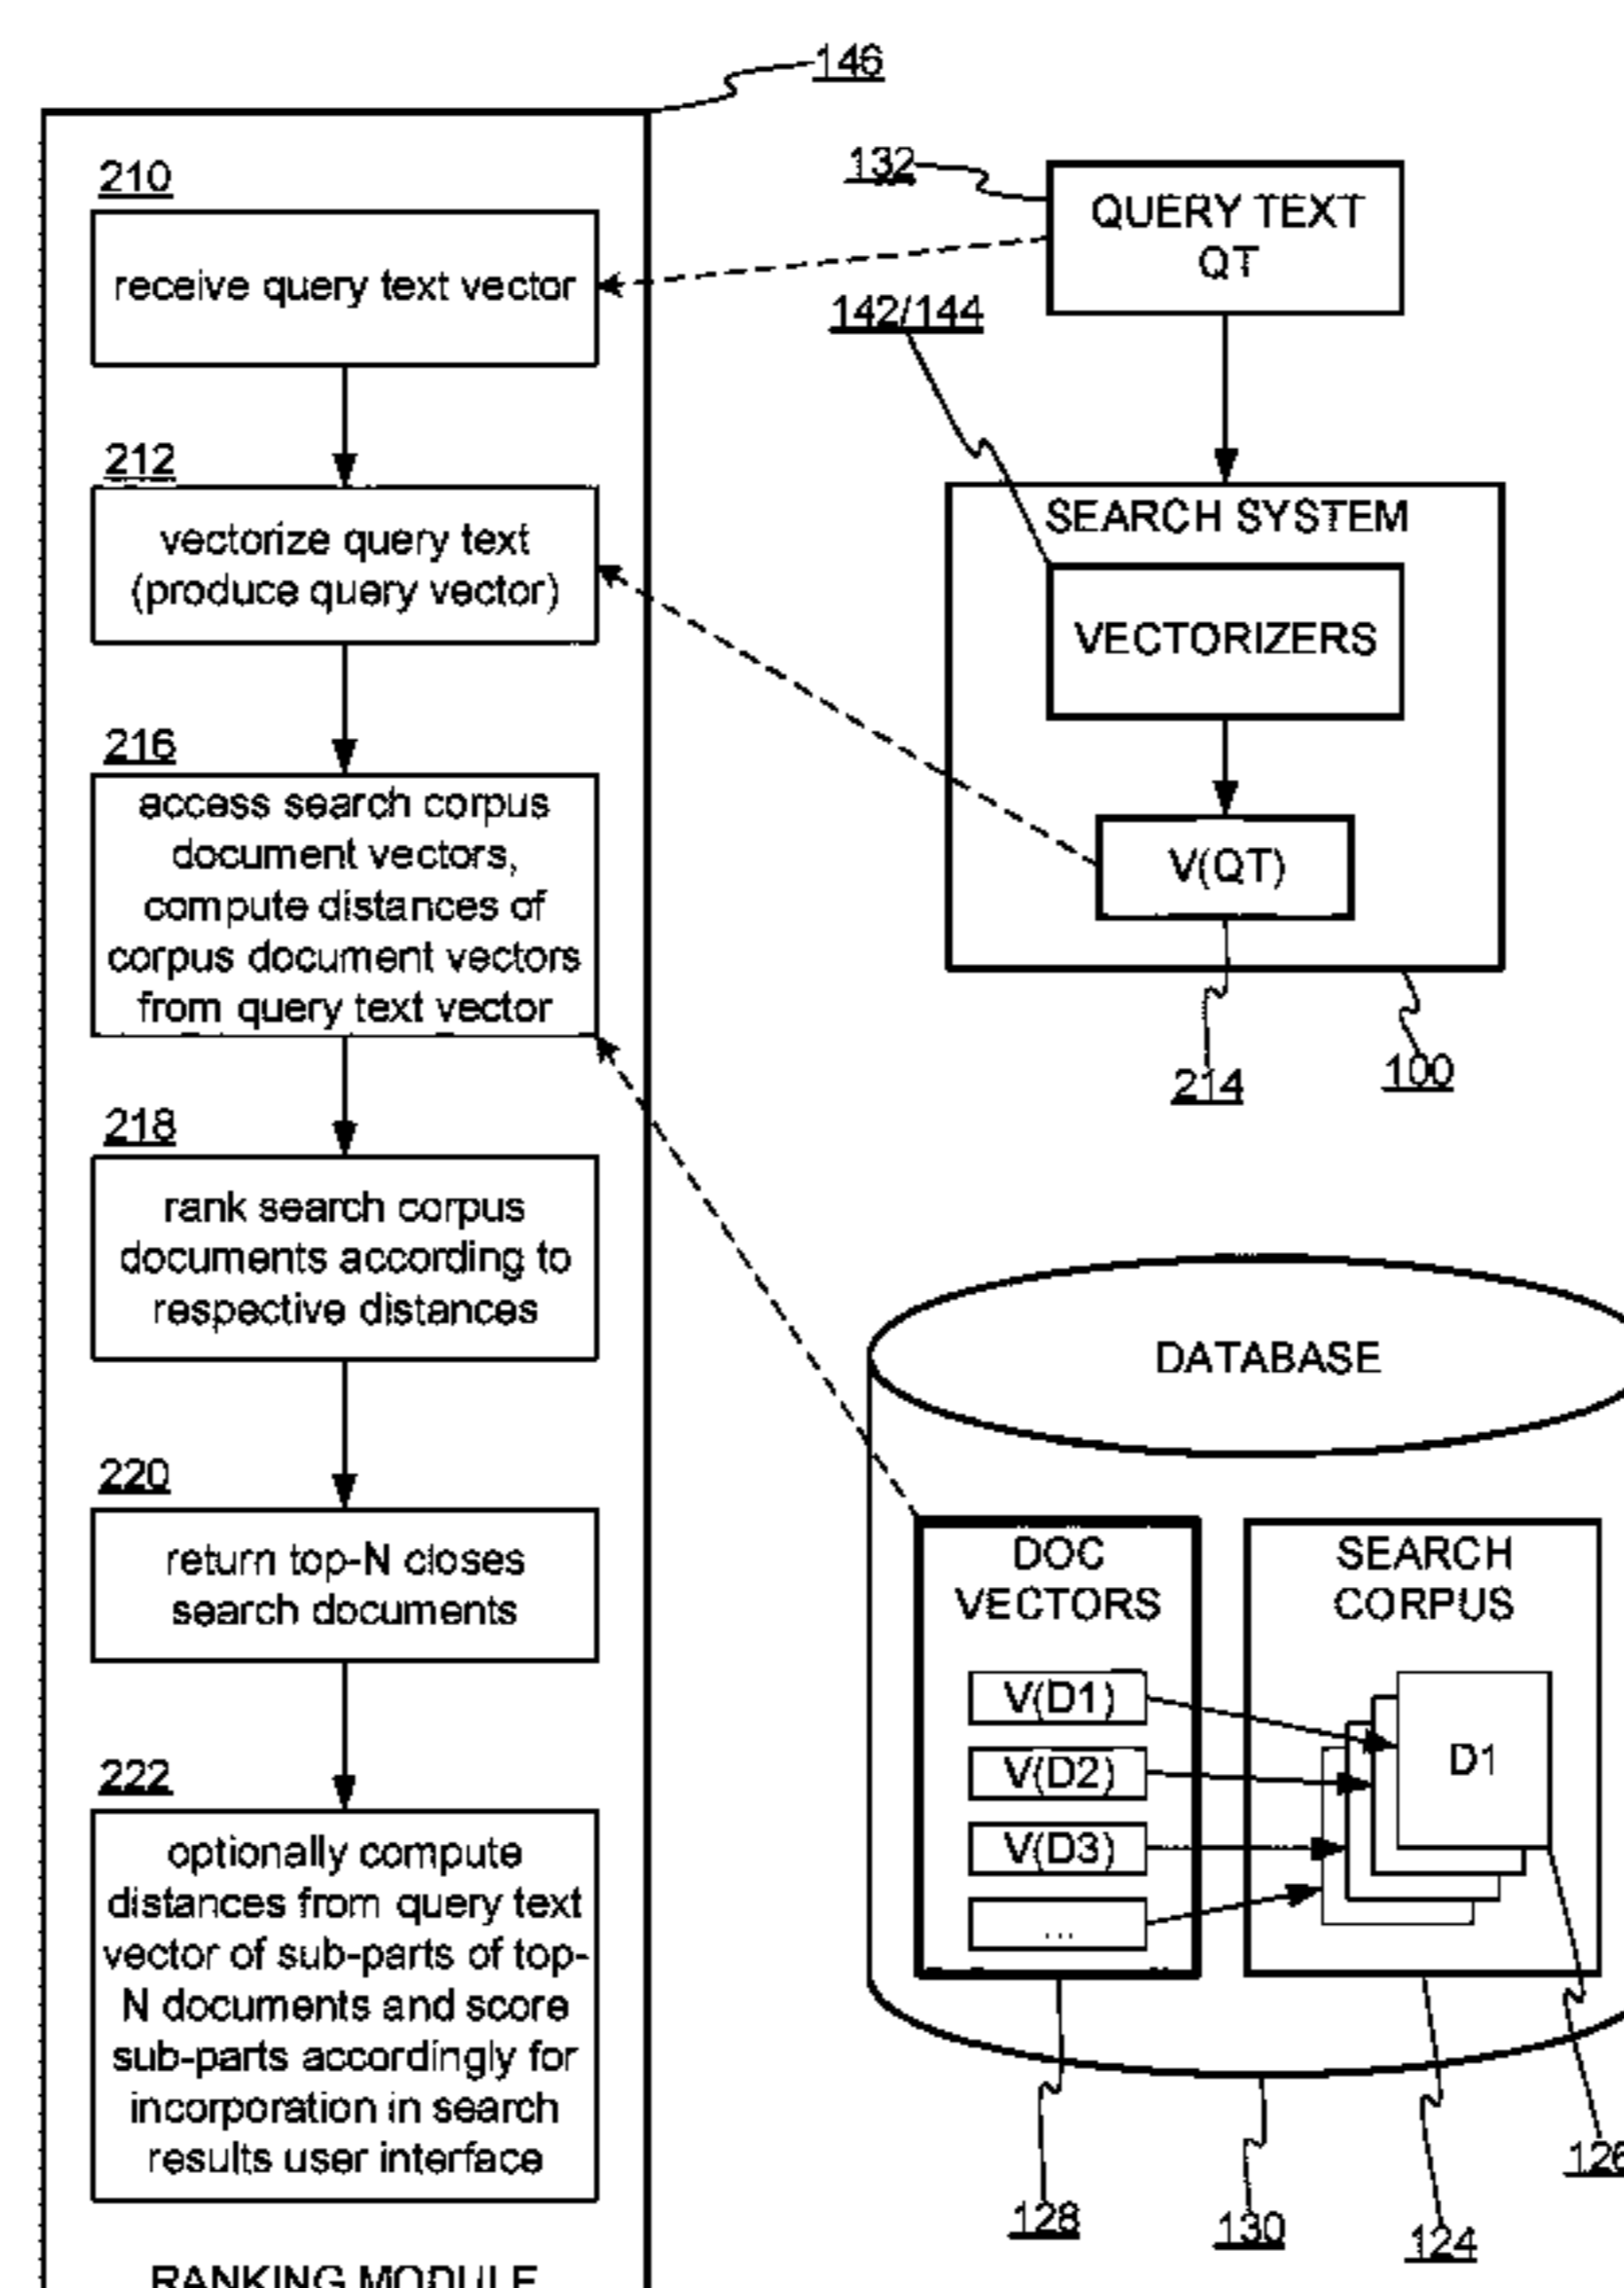 146
210
receive query text vector
212
vectorize query text
(produce query vector)
216
access search corpus
document vectors,
compute distances of
corpus document vectors
from query text vector
218
rank search corpus
documents according to
respective distances
220
return top-N closes
search documents
222
optionally compute
distances from query text
vector of sub-parts of top-
N documents and score
sub-parts accordingly for
incorporation in search
results user interface
RANKING MODULE
132
QUERY TEXT
QT
142/144
SEARCH SYSTEM
VECTORIZERS
V(QT)
214
100
DATABASE
DOC
VECTORS
V(D1)
V(D2)
V(D3)
...
SEARCH
CORPUS
D1
128
130
124
126